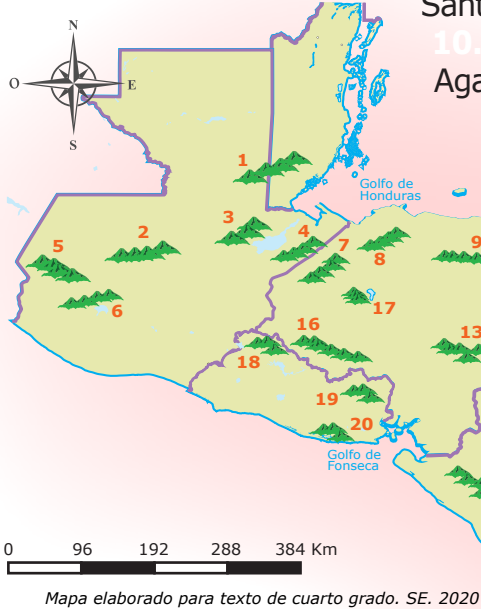 Sant
10.
Aga
N
O
E
S
1
Golfo de
Honduras
3
5
2
4
7
8
9
6
17
16
13
18
19
20
Golfo de
Fonseca
0 96 192 288 384 Km
Mapa elaborado para texto de cuarto grado. SE. 2020